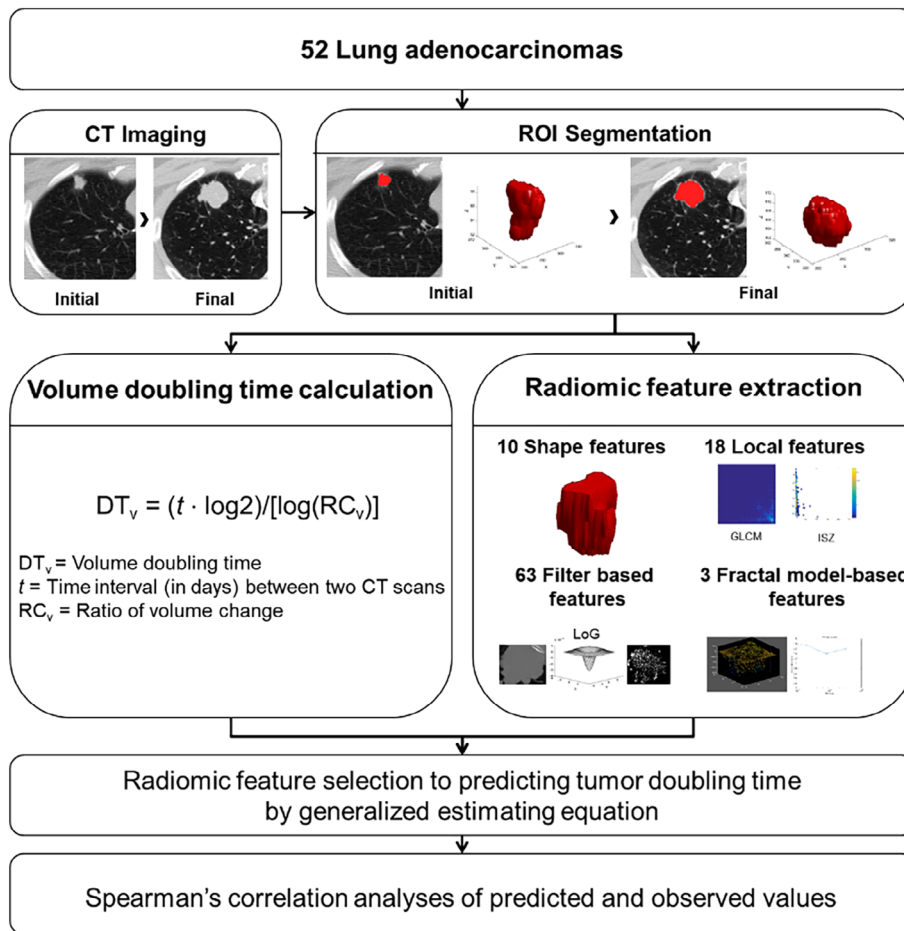 52 Lung adenocarcinomas
CT Imaging
Initial
Final
ROI Segmentation
Initial
Final
Volume doubling time calculation
DTv = (t · log2)/[log(RCv)]
DTv = Volume doubling time
t = Time interval (in days) between two CT scans
RCv = Ratio of volume change
Radiomic feature extraction
10 Shape features
18 Local features
GLCM
ISZ
63 Filter based
features
LoG
3 Fractal model-based
features
Radiomic feature selection to predicting tumor doubling time
by generalized estimating equation
Spearman's correlation analyses of predicted and observed values